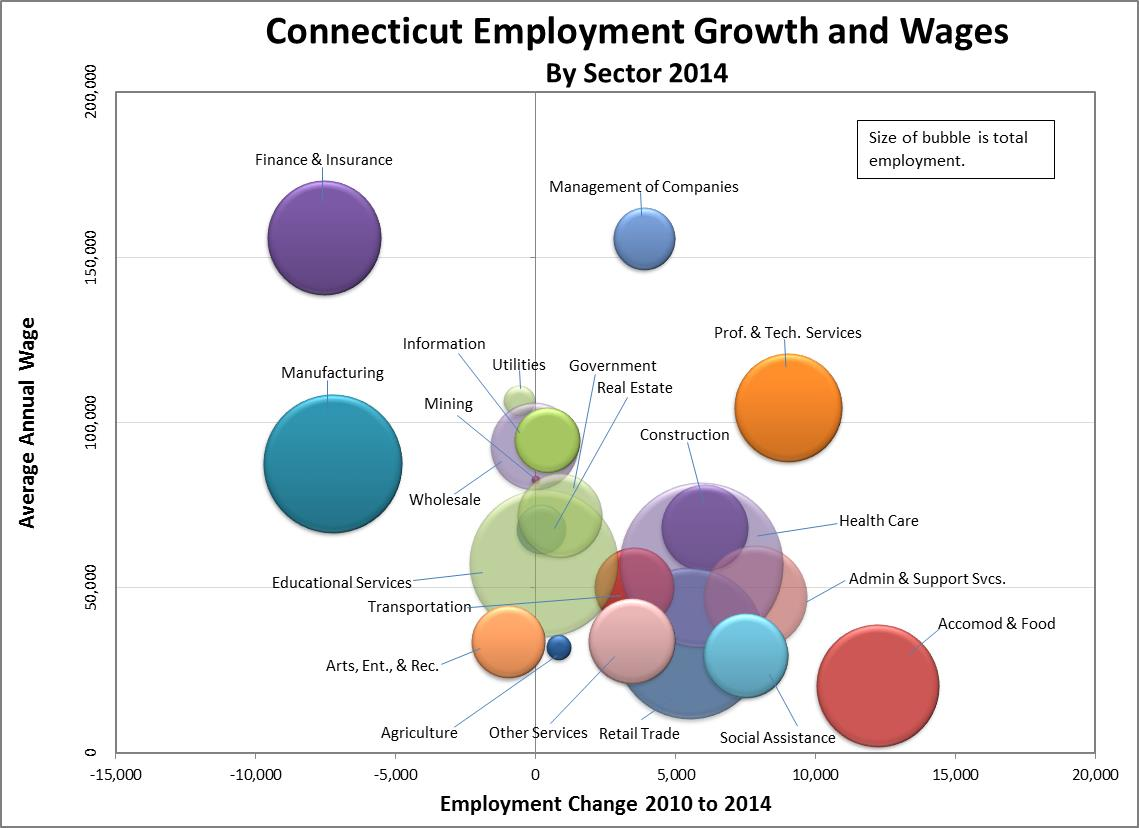 Connecticut Employment Growth and Wages
By Sector 2014
200,000
Size of bubble is total
employment.
Finance & Insurance
Management of Companies
150,000
Prof. & Tech. Services
Information
Utilities
Government
Manufacturing
Real Estate
Mining
100,000
Construction
Wholesale
Health Care
Average Annual Wage
Educational Services
Admin & Support Svcs.
50,000
Transportation
Accomod & Food
Arts, Ent., & Rec.
Agriculture
Other Services
Retail Trade
Social Assistance
0
-15,000
-10,000
-5,000
0
5,000
10,000
15,000
20,000
Employment Change 2010 to 2014